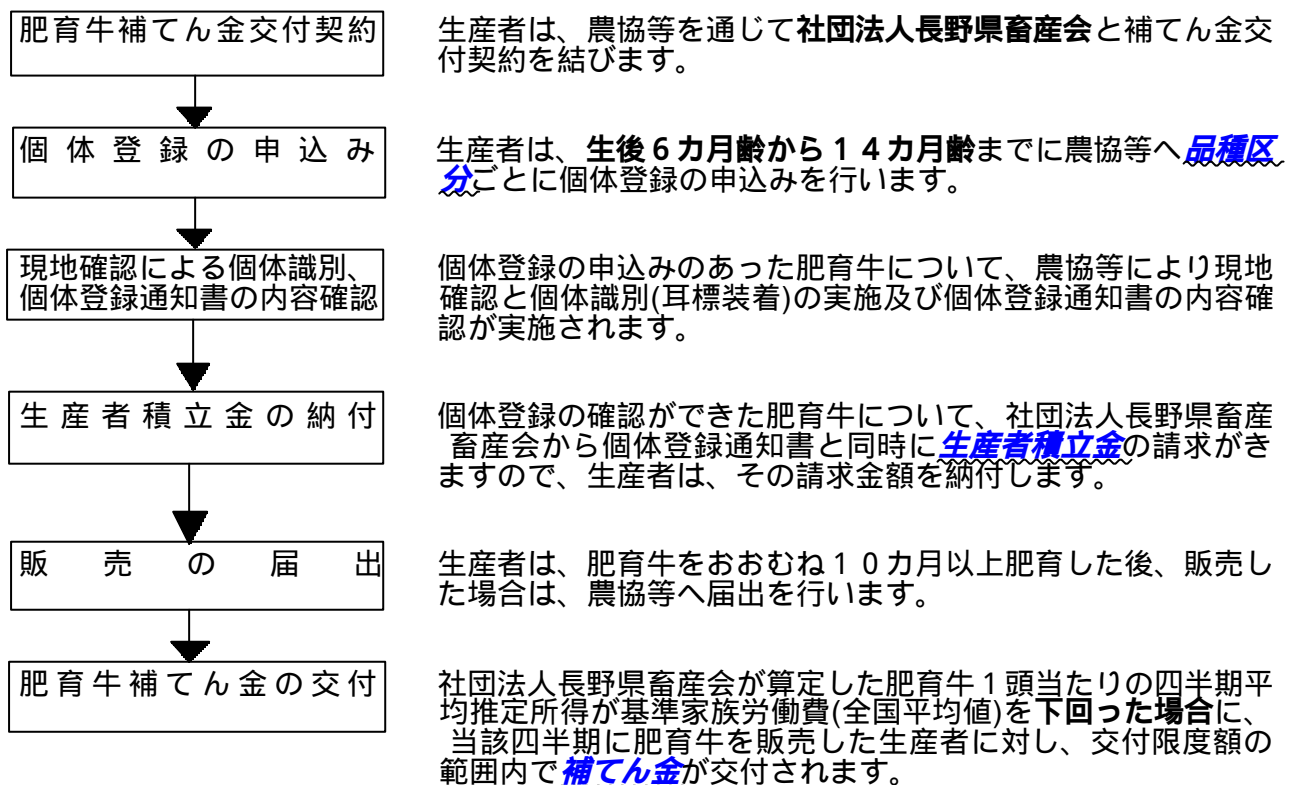 肥育牛補てん金交付契約
生産者は、農協等を通じて社団法人長野県畜産会と補てん金交
付契約を結びます。
個体登録の申込み
生産者は、生後６カ月齢から１４カ月齢までに農協等へ品種区
分ごとに個体登録の申込みを行います。
現地確認による個体識別、
個体登録通知書の内容確認
個体登録の申込みのあった肥育牛について、農協等により現地
確認と個体識別(耳標装着)の実施及び個体登録通知書の内容確
認が実施されます。
生産者積立金の納付
個体登録の確認ができた肥育牛について、社団法人長野県畜産
畜産会から個体登録通知書と同時に生産者積立金の請求がき
ますので、生産者は、その請求金額を納付します。
販売の届出
生産者は、肥育牛をおおむね１０カ月以上肥育した後、販売し
た場合は、農協等へ届出を行います。
肥育牛補てん金の交付
社団法人長野県畜産会が算定した肥育牛１頭当たりの四半期平
均推定所得が基準家族労働費(全国平均値)を下回った場合に、
当該四半期に肥育牛を販売した生産者に対し、交付限度額の
範囲内で補てん金が交付されます。